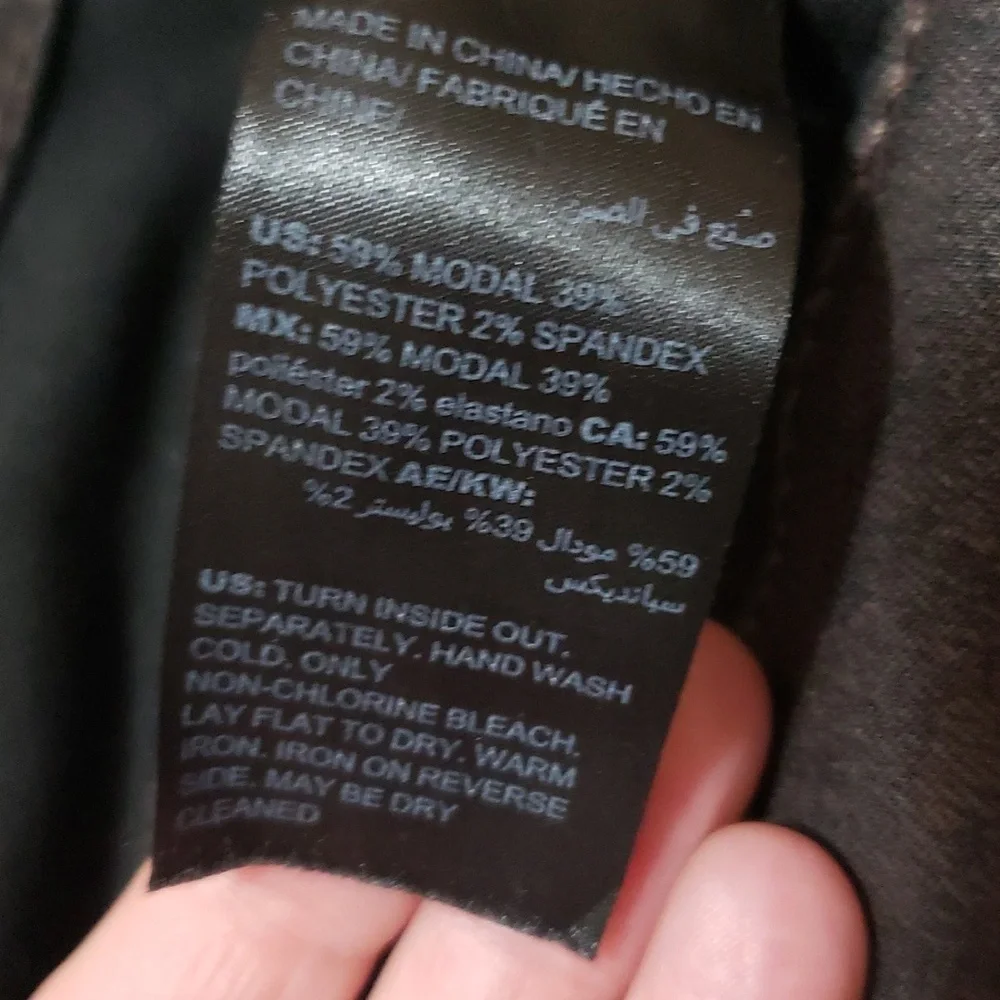 MADE IN CHINA/ HECHO EN
CHINA/ FABRIQUÉ EN
CHINE/
صنع في الصين
US: 59% MODAL 39%
POLYESTER 2% SPANDEX
MX: 59% MODAL 39%
poliéster 2% elastano CA: 59%
MODAL 39% POLYESTER 2%
SPANDEX AE/KW:
59% مودال 39% بوليستر 2%
سباندیکس
US: TURN INSIDE OUT.
SEPARATELY. HAND WASH
COLD. ONLY
NON-CHLORINE BLEACH.
LAY FLAT TO DRY. WARM
IRON. IRON ON REVERSE
SIDE. MAY BE DRY
CLEANED